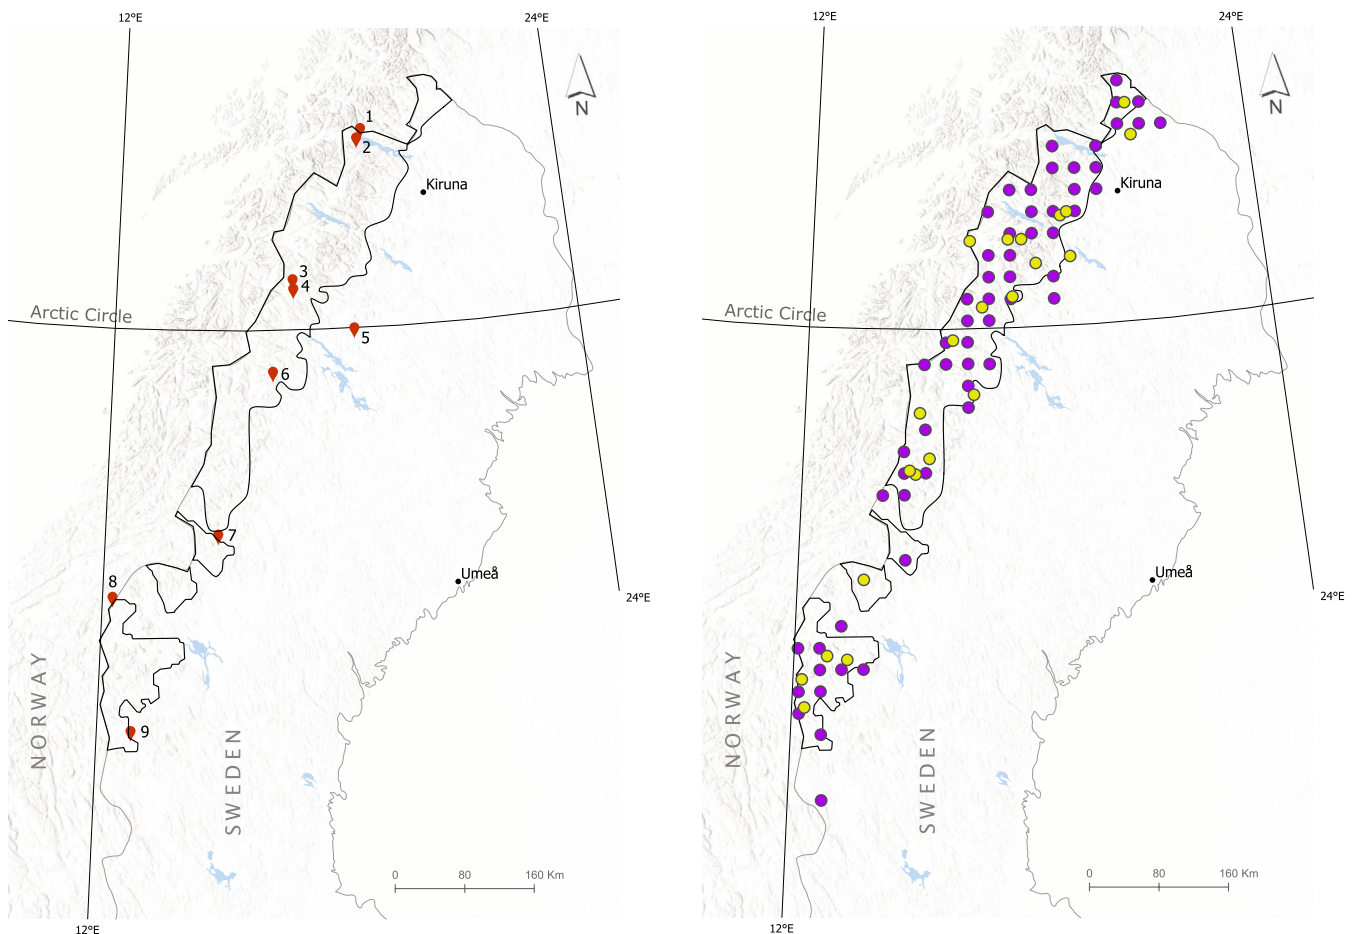 12°E
24°E
N
1
2
Kiruna
3
4
Arctic Circle
5
6
7
8
Umeå
24°E
NORWAY
9
SWEDEN
0 80 160 Km
12°E
12°E
24°E
N
Kiruna
Arctic Circle
Umeå
24°E
NORWAY
SWEDEN
0 80 160 Km
12°E